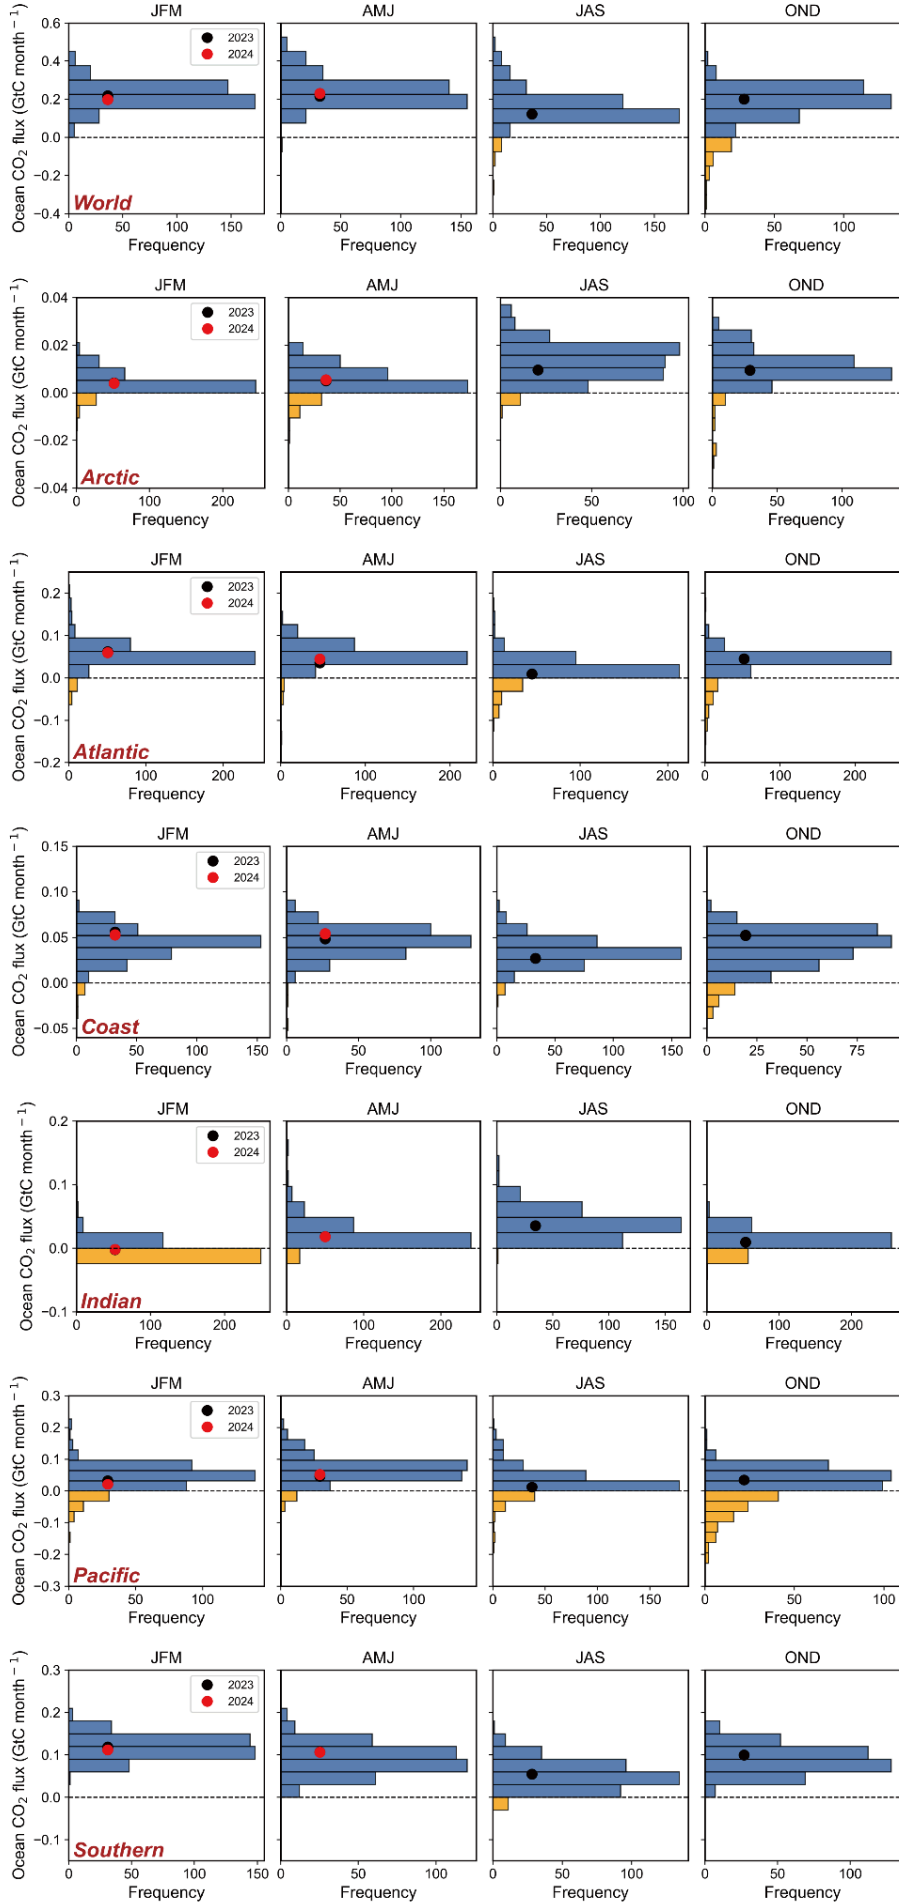 JFM AMJ JAS OND
Ocean CO2 flux (GtC month−1)
0.6
0.4
0.2
0.0
−0.2
−0.4
2023
2024
World
0 50 100 150
0 50 100 150
0 50 100 150
0 50 100
Frequency Frequency Frequency Frequency
JFM AMJ JAS OND
Ocean CO2 flux (GtC month−1)
0.04
0.02
0.00
−0.02
−0.04
2023
2024
Arctic
0 100 200
0 50 100 150
0 50 100
0 50 100
Frequency Frequency Frequency Frequency
JFM AMJ JAS OND
Ocean CO2 flux (GtC month−1)
0.2
0.1
0.0
−0.1
−0.2
2023
2024
Atlantic
0 100 200
0 100 200
0 100 200
0 100 200
Frequency Frequency Frequency Frequency
JFM AMJ JAS OND
Ocean CO2 flux (GtC month−1)
0.15
0.10
0.05
0.00
−0.05
2023
2024
Coast
0 50 100 150
0 50 100
0 50 100 150
0 25 50 75
Frequency Frequency Frequency Frequency
JFM AMJ JAS OND
Ocean CO2 flux (GtC month−1)
0.2
0.1
0.0
−0.1
2023
2024
Indian
0 100 200
0 100 200
0 50 100 150
0 100 200
Frequency Frequency Frequency Frequency
JFM AMJ JAS OND
Ocean CO2 flux (GtC month−1)
0.3
0.2
0.1
0.0
−0.1
−0.2
−0.3
2023
2024
Pacific
0 50 100
0 50 100
0 50 100 150
0 50 100
Frequency Frequency Frequency Frequency
JFM AMJ JAS OND
Ocean CO2 flux (GtC month−1)
0.3
0.2
0.1
0.0
−0.1
2023
2024
Southern
0 50 100 150
0 50 100
0 50 100
0 50 100
Frequency Frequency Frequency Frequency